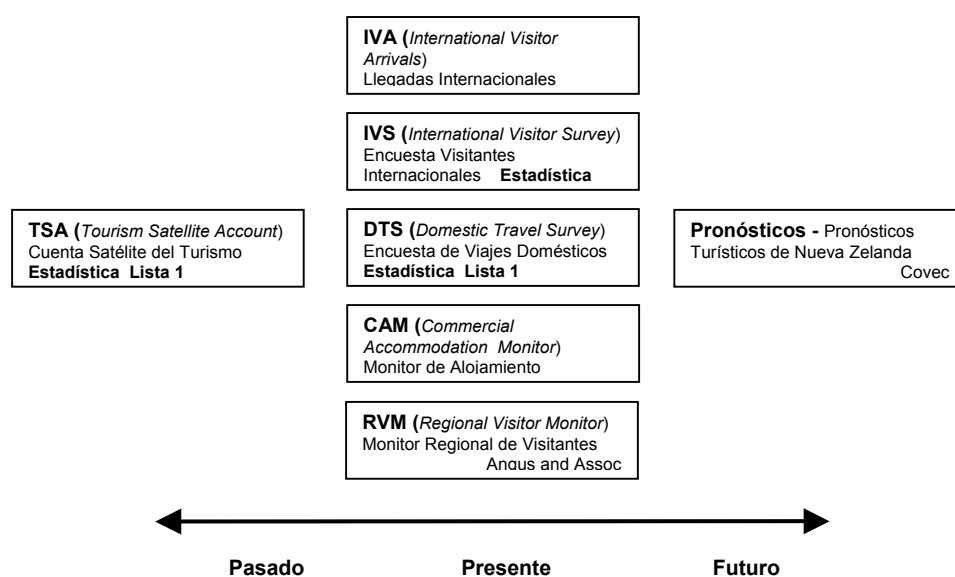 IVA (International Visitor
Arrivals)
Llegadas Internacionales
IVS (International Visitor Survey)
Encuesta Visitantes
Internacionales Estadística
TSA (Tourism Satellite Account)
Cuenta Satélite del Turismo
Estadística Lista 1
DTS (Domestic Travel Survey)
Encuesta de Viajes Domésticos
Estadística Lista 1
Pronósticos - Pronósticos
Turísticos de Nueva Zelanda
Covec
CAM (Commercial
Accommodation Monitor)
Monitor de Alojamiento
RVM (Regional Visitor Monitor)
Monitor Regional de Visitantes
Angus and Assoc
Pasado Presente Futuro